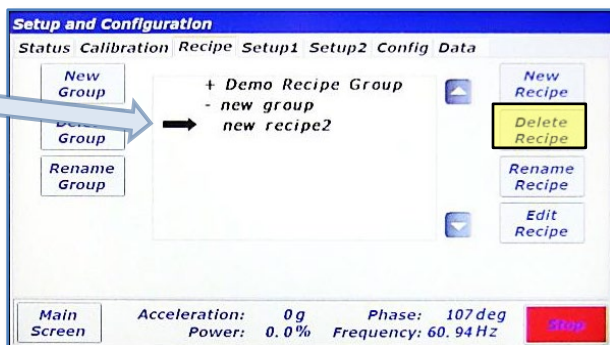 Setup and Configuration
Status Calibration Recipe Setup1 Setup2 Config Data
New Group
+ Demo Recipe Group
- new group
new recipe2
New Recipe
Group
Delete Recipe
Rename Group
Rename Recipe
Edit Recipe
Main Screen
Acceleration: 0 g
Phase: 107 deg
Power: 0.0%
Frequency: 60.94 Hz
Stop